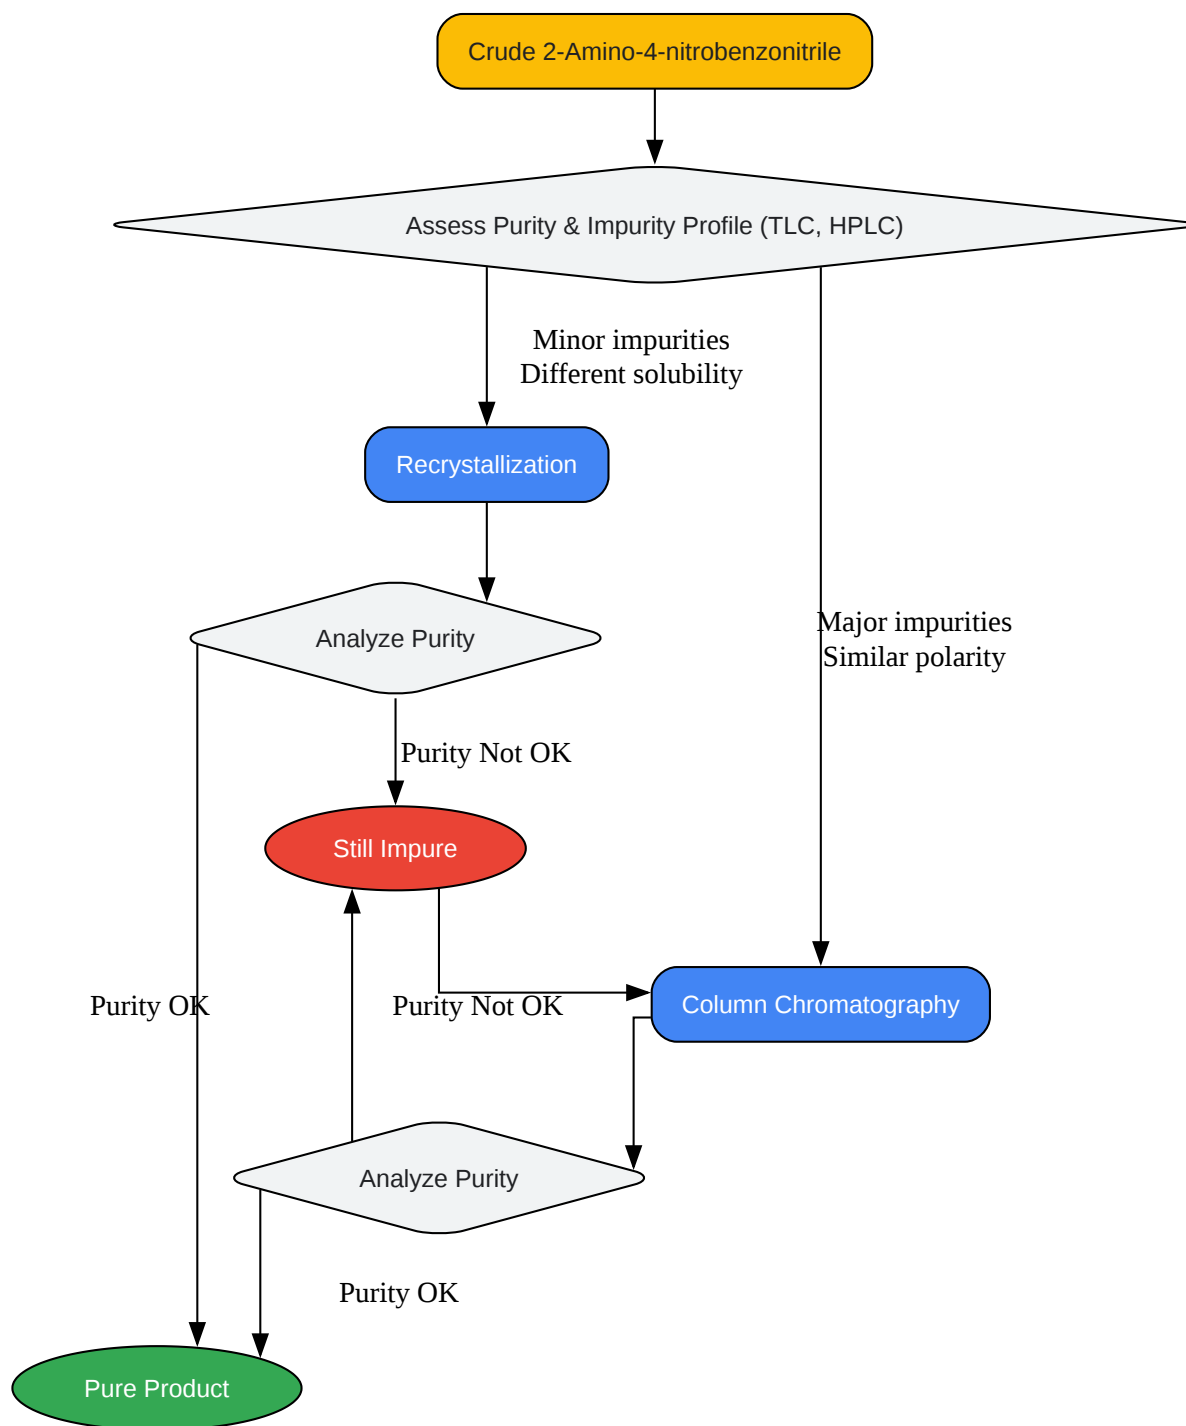 Crude 2-Amino-4-nitrobenzonitrile
Assess Purity & Impurity Profile (TLC, HPLC)
Minor impurities
Different solubility
Recrystallization
Major impurities
Similar polarity
Analyze Purity
Purity Not OK
Still Impure
Purity OK
Purity Not OK
Column Chromatography
Analyze Purity
Purity OK
Pure Product